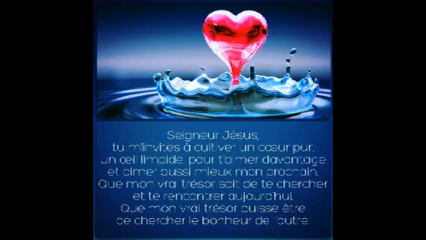 Seigneur Jésus,
tu m'invites à cultiver un cœur pur,
un œil limpide, pour t'aimer davantage
et aimer aussi mieux mon prochain.
Que mon vrai trésor soit de te chercher
et te rencontrer aujourd'hui.
Que mon vrai trésor puisse être
de chercher le bonheur de l'autre.